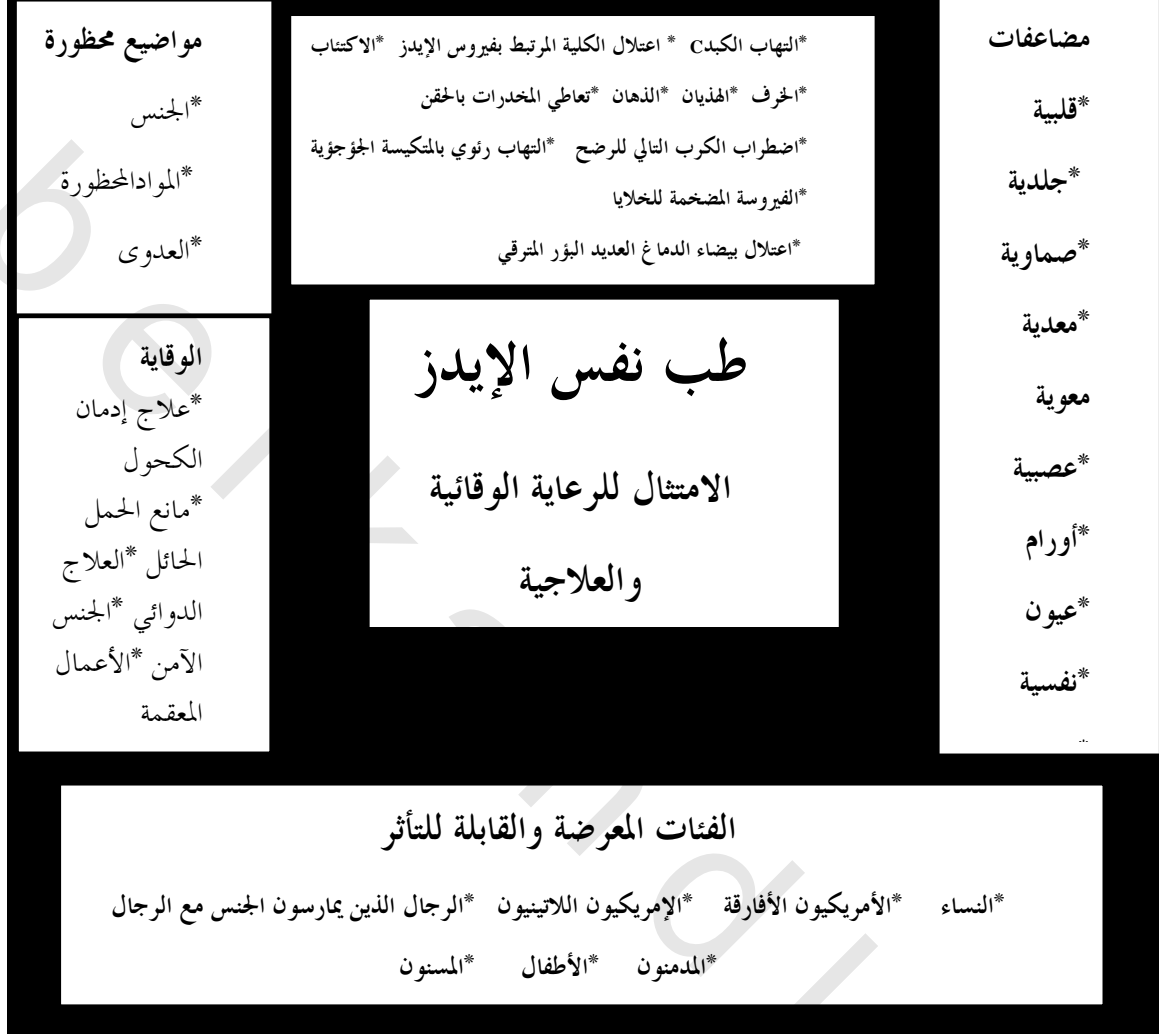 مضاعفات
*قلبية
*جلدية
*صماوية
*معدية
معوية
*عصبية
*أورام
*عيون
*نفسية
*التهاب الكبدC *اعتلال الكلية المرتبط بفيروس الإيدز *الاكتئاب
*الخرف *الهذيان *الذهان *تعاطي المخدرات بالحقن
*اضطراب الكرب التالي للرضح *التهاب رئوي بالمتكيسة الجؤجؤية
*الفيروسة المضخمة للخلايا
*اعتلال بيضاء الدماغ العديد البؤر المترقي
مواضيع محظورة
*الجنس
*الموادالمحظورة
*العدوى
طب نفس الإيدز
الامتثال للرعاية الوقائية
والعلاجية
الوقاية
*علاج إدمان
الكحول
*مانع الحمل
الحائل *العلاج
الدوائي *الجنس
الآمن *الأعمال
المعقمة
الفئات المعرضة والقابلة للتأثر
*النساء *الأمريكيون الأفارقة *الإمريكيون اللاتينيون *الرجال الذين يمارسون الجنس مع الرجال
*المدمنون *الأطفال *المسنون